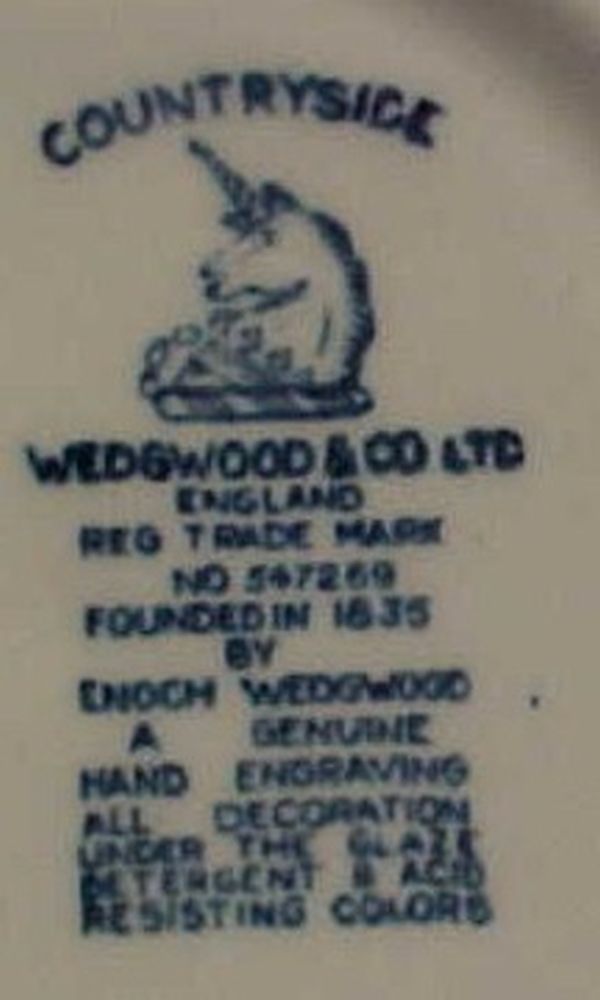 COUNTRYSIDE
WEDGWOOD & CO LTD
ENGLAND
REG TRADE MARK
NO 547269
FOUNDED IN 1835
BY
ENOCH WEDGWOOD
A GENUINE
HAND ENGRAVING
ALL DECORATION
UNDER THE GLAZE
DETERGENT & ACID
RESISTING COLORS